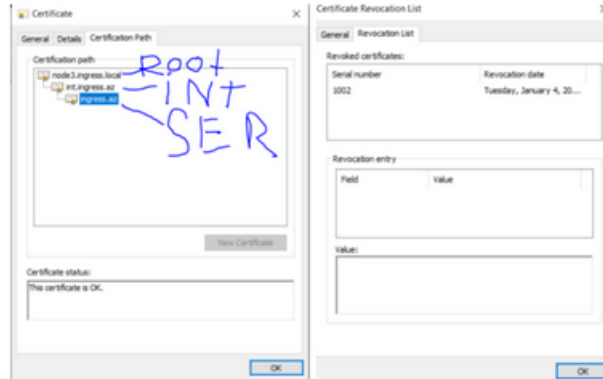 Certificate
General Details Certification Path
Certification path
node3.ingress.local
ROOT
int.ingress.az
INT
ingress.az
SER
View Certificate
Certificate status:
This certificate is OK.
OK
Certificate Revocation List
General Revocation List
Revoked certificates:
Serial number Revocation date
1002 Tuesday, January 4, 20...
Revocation entry
Field Value
Value:
OK